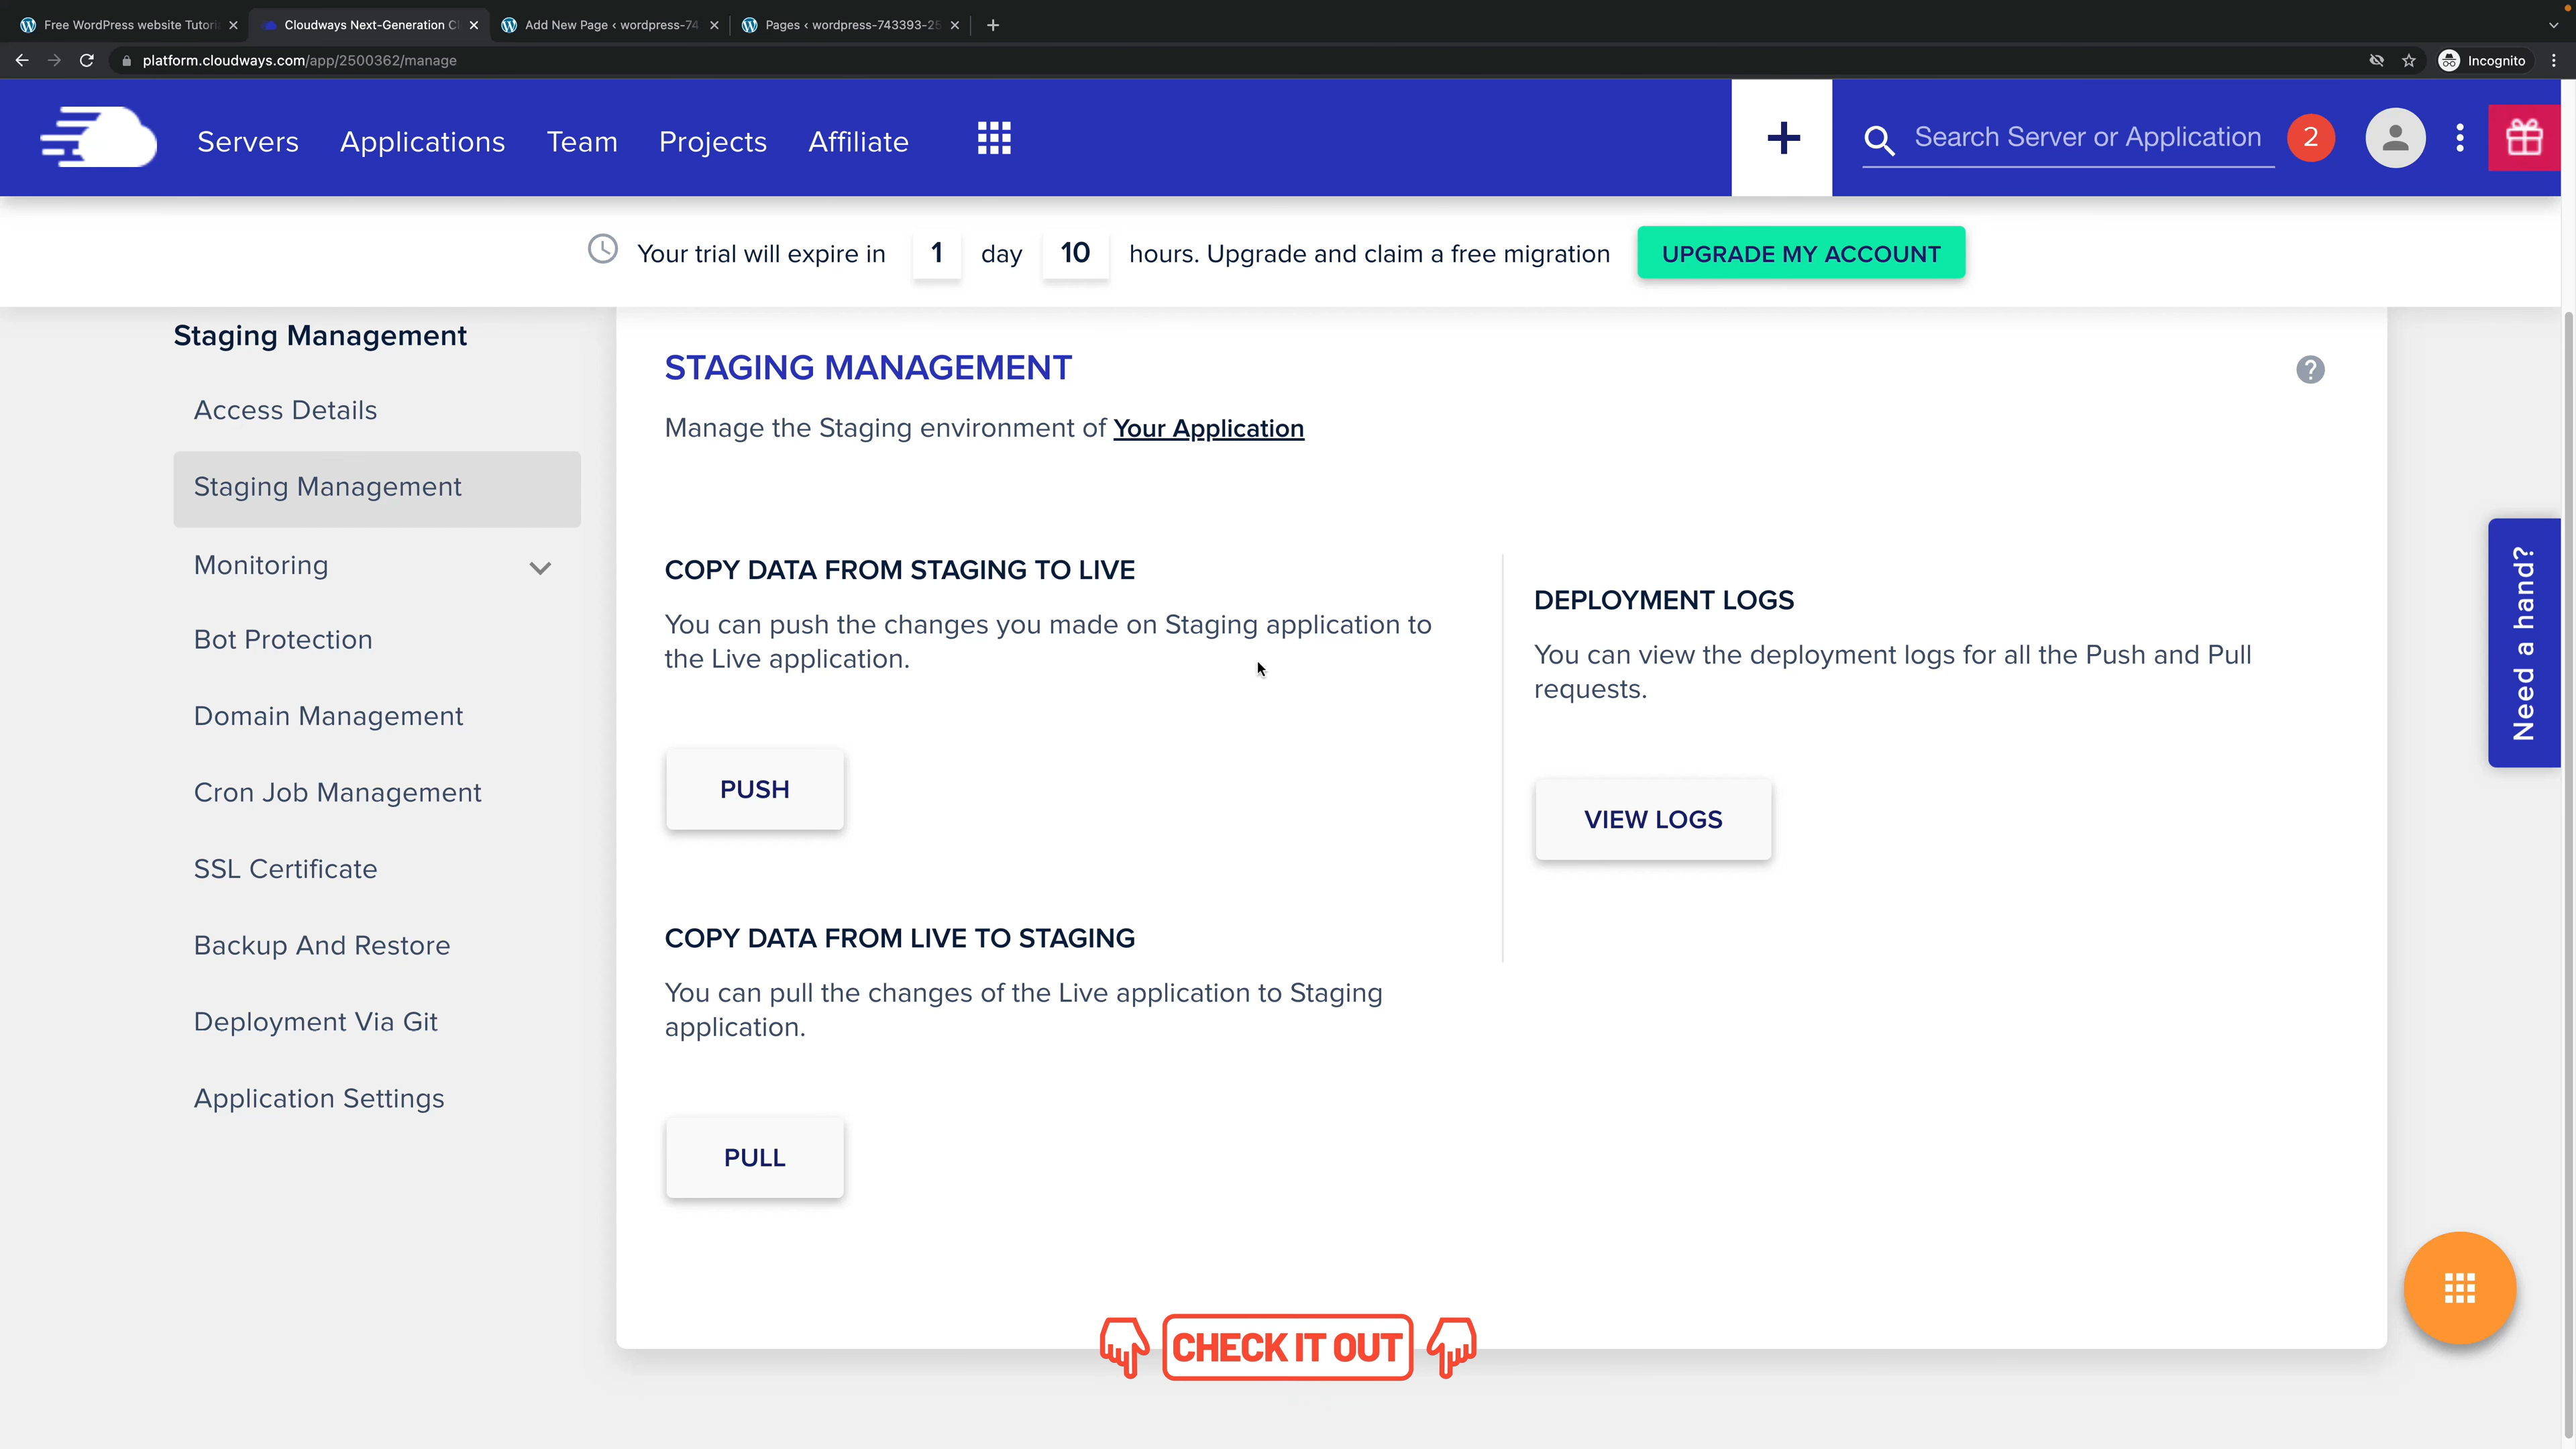 Free WordPress website Tutori
Cloudways Next-Generation Cl
Add New Page ‹ wordpress-74
Pages ‹ wordpress-743393-25
platform.cloudways.com/app/2500362/manage
Incognito
Servers
Applications
Team
Projects
Affiliate
+
Search Server or Application
2
Your trial will expire in 1 day 10 hours. Upgrade and claim a free migration
UPGRADE MY ACCOUNT
Staging Management
Access Details
Staging Management
Monitoring
Bot Protection
Domain Management
Cron Job Management
SSL Certificate
Backup And Restore
Deployment Via Git
Application Settings
STAGING MANAGEMENT
?
Manage the Staging environment of Your Application
COPY DATA FROM STAGING TO LIVE
You can push the changes you made on Staging application to
the Live application.
PUSH
COPY DATA FROM LIVE TO STAGING
You can pull the changes of the Live application to Staging
application.
PULL
DEPLOYMENT LOGS
You can view the deployment logs for all the Push and Pull
requests.
VIEW LOGS
Need a hand?
CHECK IT OUT